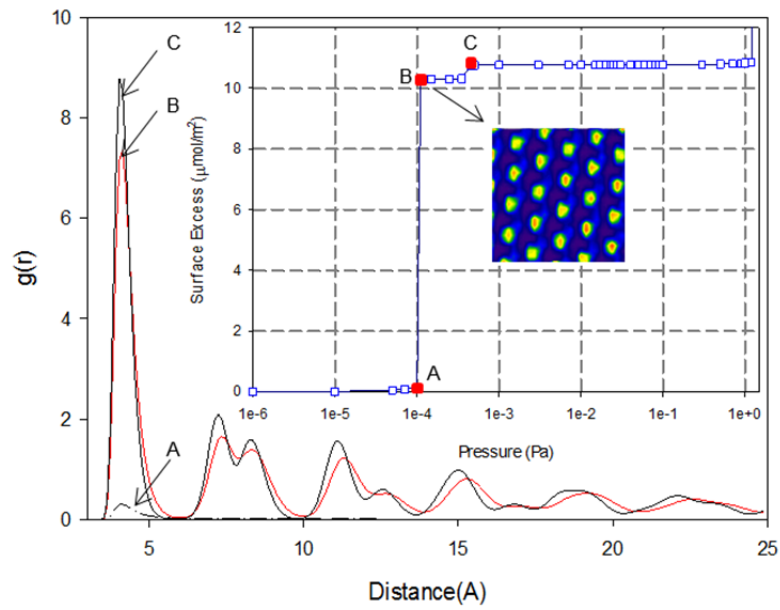 10
8
6
4
2
0
g(r)
C
B
A
5
10
15
20
25
Distance(A)
12
10
8
6
4
2
0
Surface Excess (μmol/m²)
C
B
A
1e-6
1e-5
1e-4
1e-3
1e-2
1e-1
1e+0
Pressure (Pa)